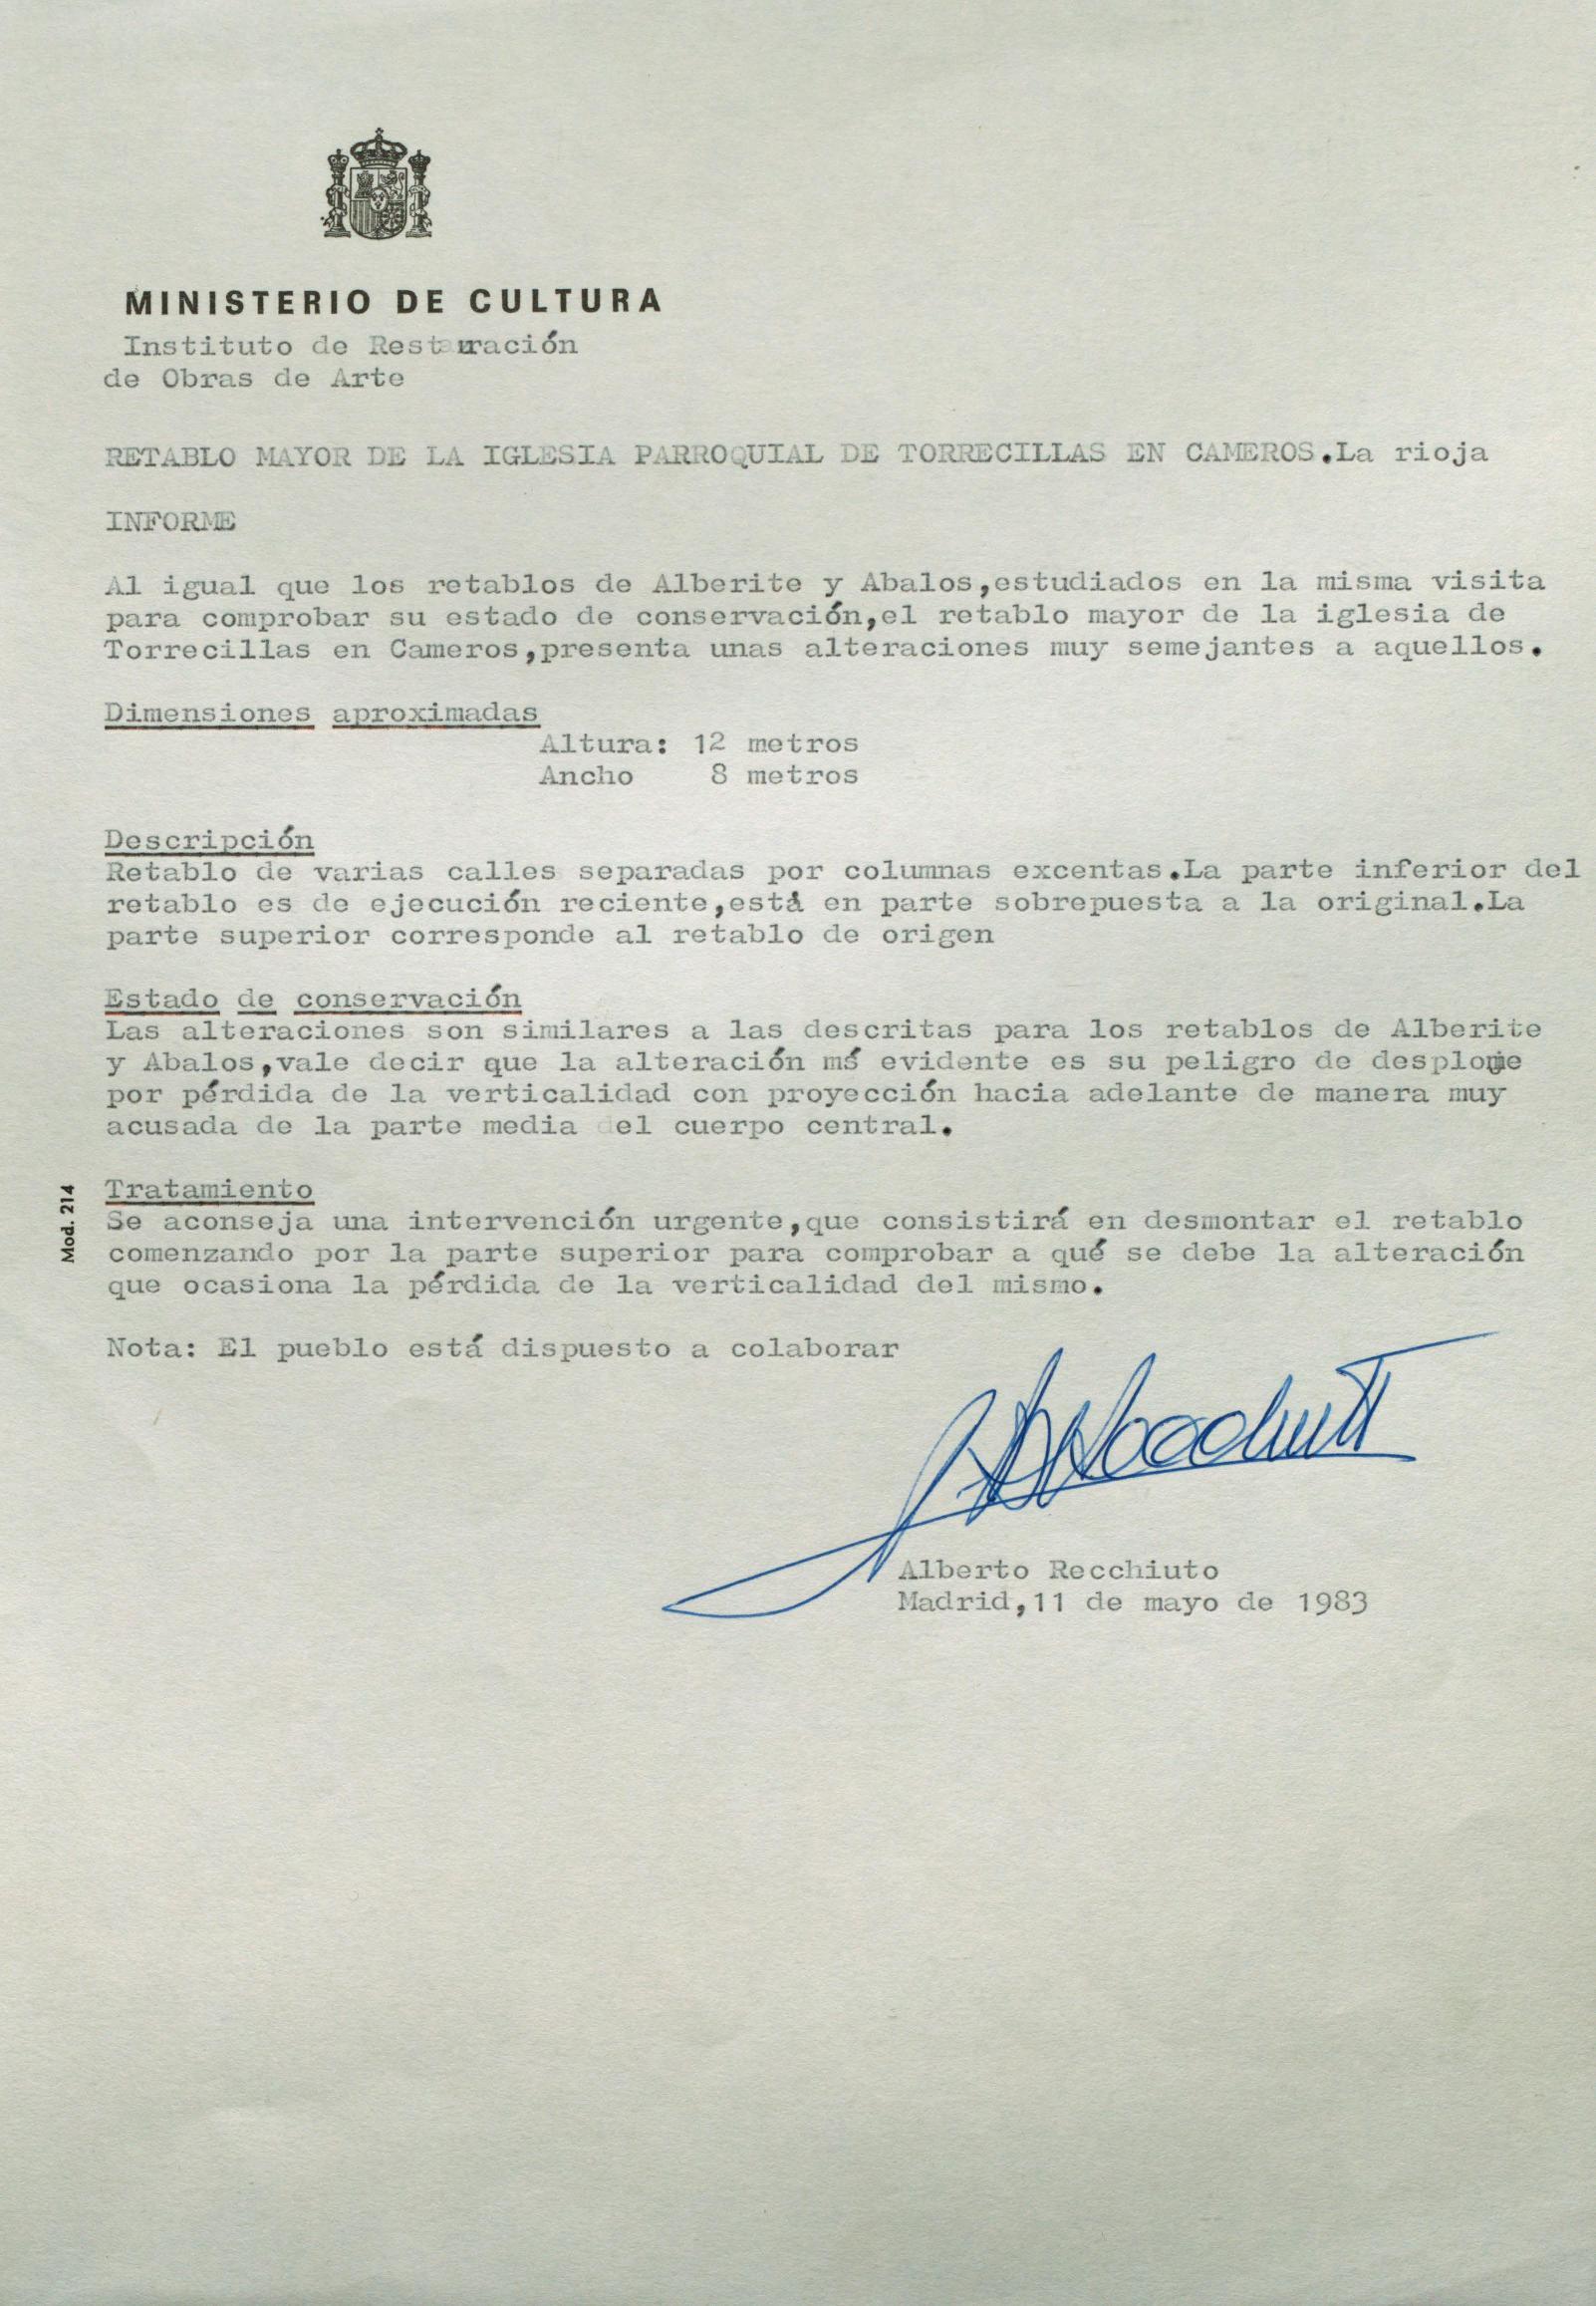 MINISTERIO DE CULTURA
Instituto de Restauración
de Obras de Arte
RETABLO MAYOR DE LA IGLESIA PARROQUIAL DE TORRECILLAS EN CAMEROS.La rioja
INFORME
Al igual que los retablos de Alberite y Abalos,estudiados en la misma visita
para comprobar su estado de conservación,el retablo mayor de la iglesia de
Torrecillas en Cameros,presenta unas alteraciones muy semejantes a aquellos.
Dimensiones aproximadas
Altura: 12 metros
Ancho 8 metros
Descripción
Retablo de varias calles separadas por columnas excentas.La parte inferior del
retablo es de ejecución reciente,está en parte sobrepuesta a la original.La
parte superior corresponde al retablo de origen
Estado de conservación
Las alteraciones son similares a las descritas para los retablos de Alberite
y Abalos,vale decir que la alteración mś evidente es su peligro de desplome
por pérdida de la verticalidad con proyección hacia adelante de manera muy
acusada de la parte media del cuerpo central.
Tratamiento
Se aconseja una intervención urgente,que consistirá en desmontar el retablo
comenzando por la parte superior para comprobar a qué se debe la alteración
que ocasiona la pérdida de la verticalidad del mismo.
Nota: El pueblo está dispuesto a colaborar
Alberto Recchiuto
Madrid,11 de mayo de 1983
Mod. 214